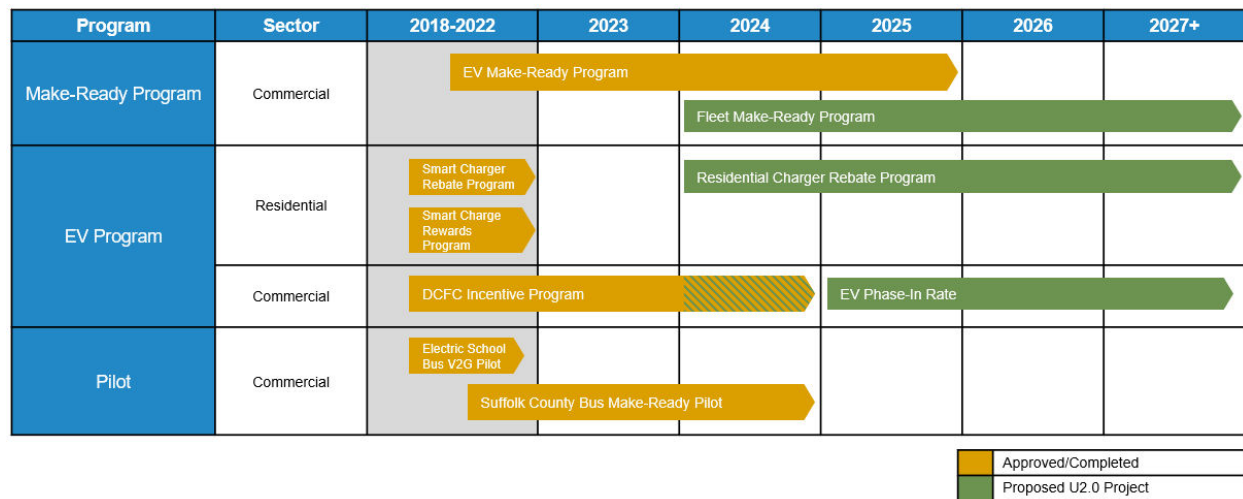 Program Sector 2018-2022 2023 2024 2025 2026 2027+
Make-Ready Program
Commercial
EV Make-Ready Program
Fleet Make-Ready Program
EV Program
Residential
Smart Charger
Rebate Program
Residential Charger Rebate Program
Smart Charge
Rewards
Program
Commercial
DCFC Incentive Program
EV Phase-In Rate
Pilot
Commercial
Electric School
Bus V2G Pilot
Suffolk County Bus Make-Ready Pilot
Approved/Completed
Proposed U2.0 Project